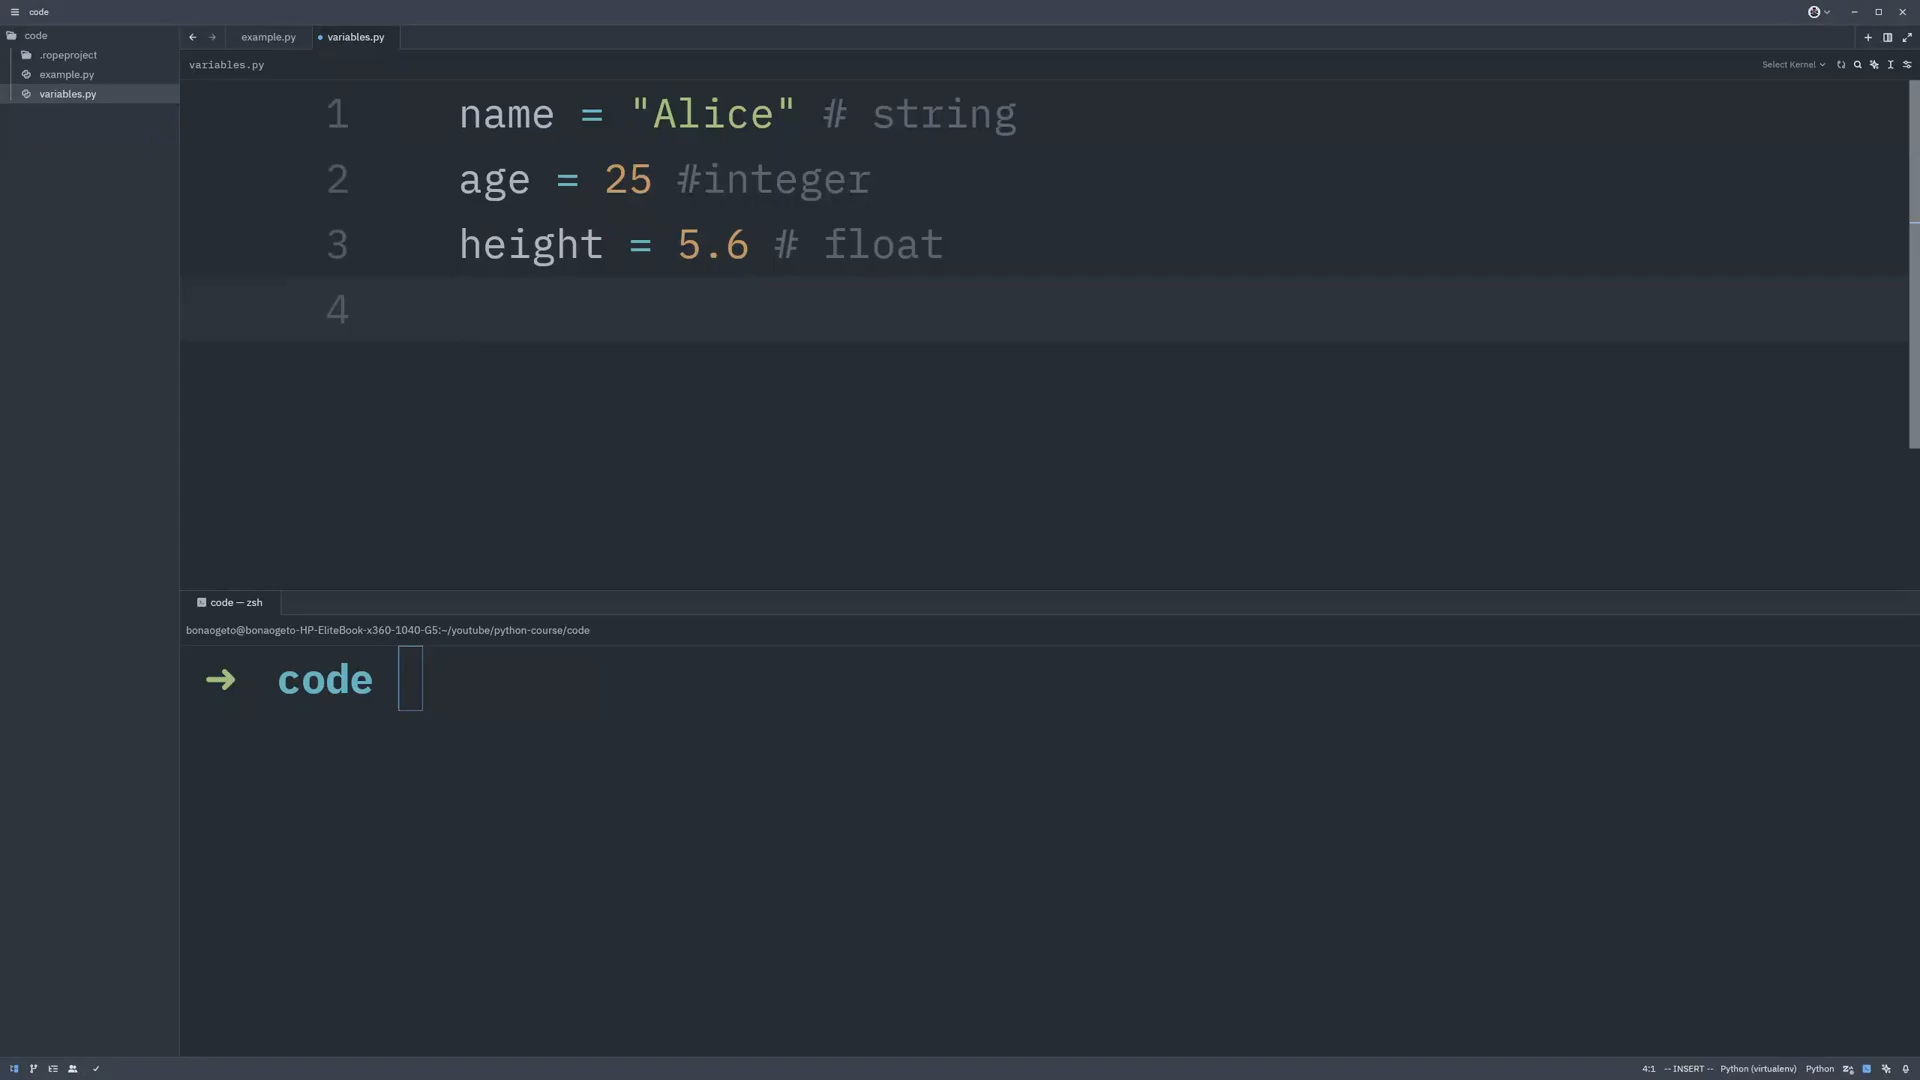 code
code
.ropeproject
example.py
variables.py
example.py
variables.py
variables.py
Select Kernel
1 name = "Alice" # string
2 age = 25 #integer
3 height = 5.6 # float
4
code — zsh
bonaogeto@bonaogeto-HP-EliteBook-x360-1040-G5:~/youtube/python-course/code
➜ code
4:1 -- INSERT -- Python (virtualenv) Python